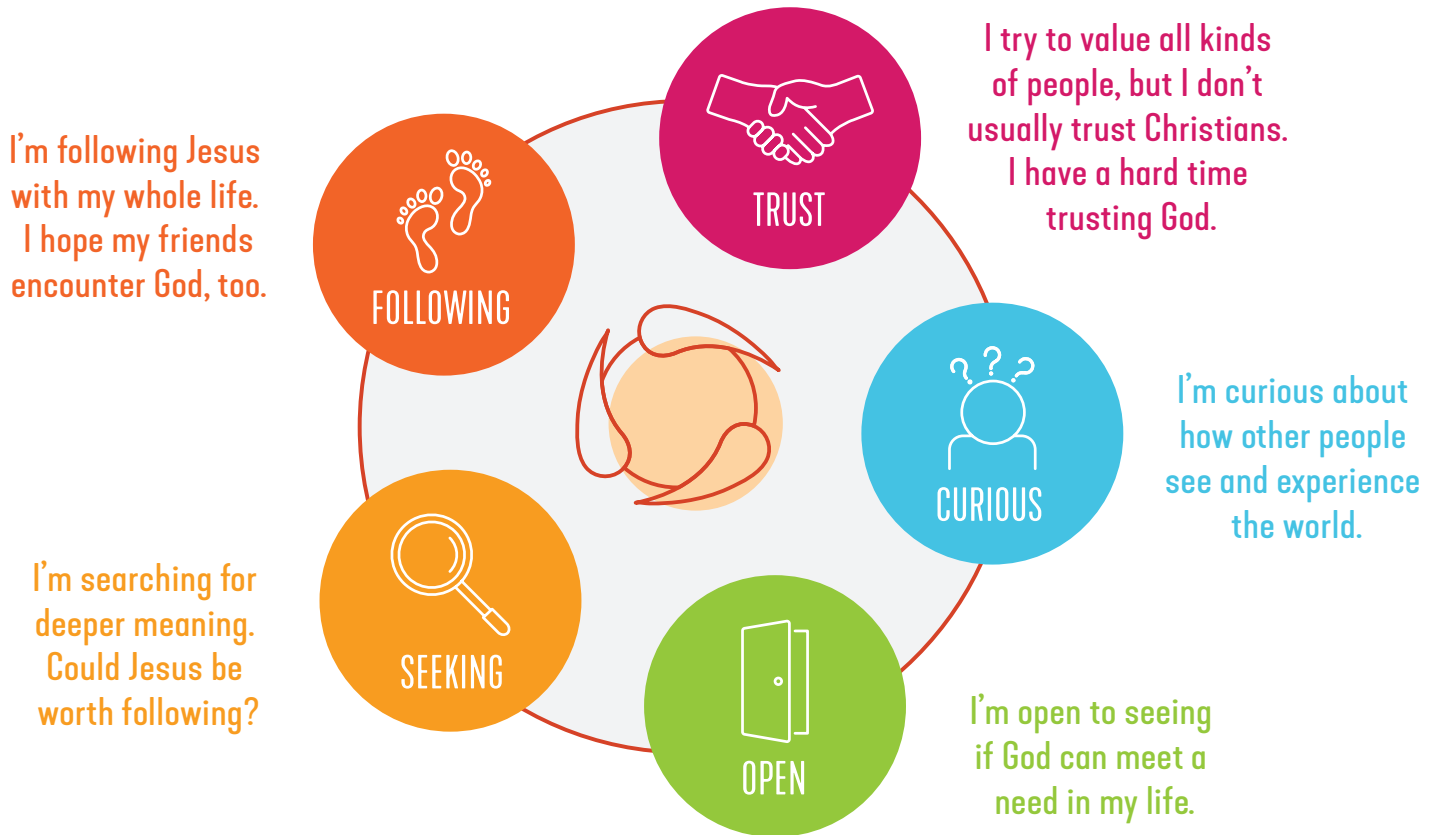 TRUST
I try to value all kinds
of people, but I don't
usually trust Christians.
I have a hard time
trusting God.
CURIOUS
I'm curious about
how other people
see and experience
the world.
OPEN
I'm open to seeing
if God can meet a
need in my life.
SEEKING
I'm searching for
deeper meaning.
Could Jesus be
worth following?
FOLLOWING
I'm following Jesus
with my whole life.
I hope my friends
encounter God, too.
? ? ?